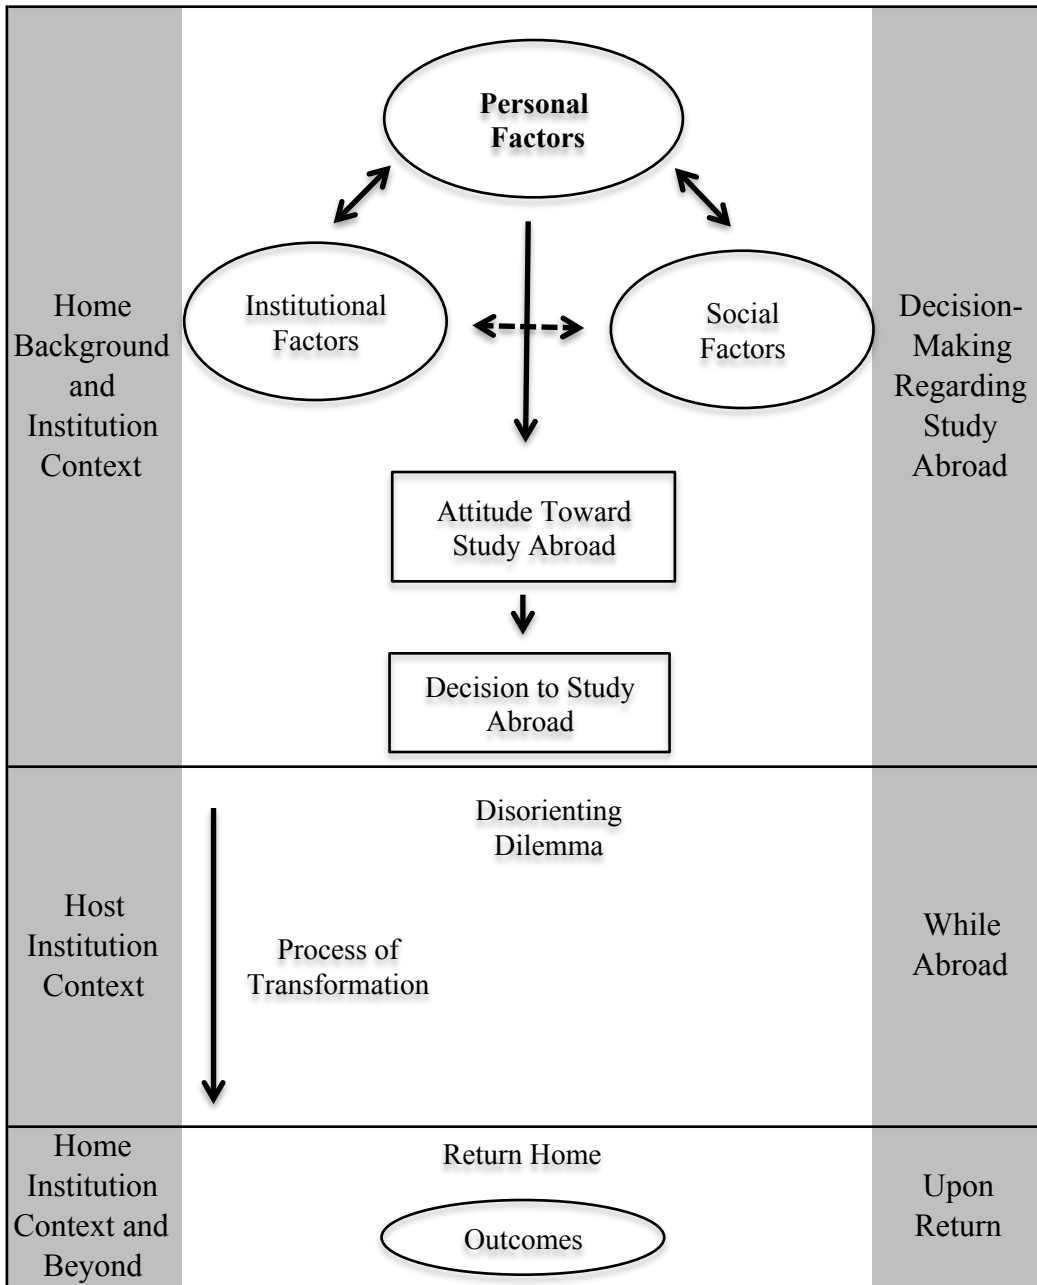 Personal
Factors
Institutional
Factors
Social
Factors
Home
Background
and
Institution
Context
Decision-
Making
Regarding
Study
Abroad
Attitude Toward
Study Abroad
Decision to Study
Abroad
Disorienting
Dilemma
Host
Institution
Context
Process of
Transformation
While
Abroad
Home
Institution
Context and
Beyond
Return Home
Outcomes
Upon
Return